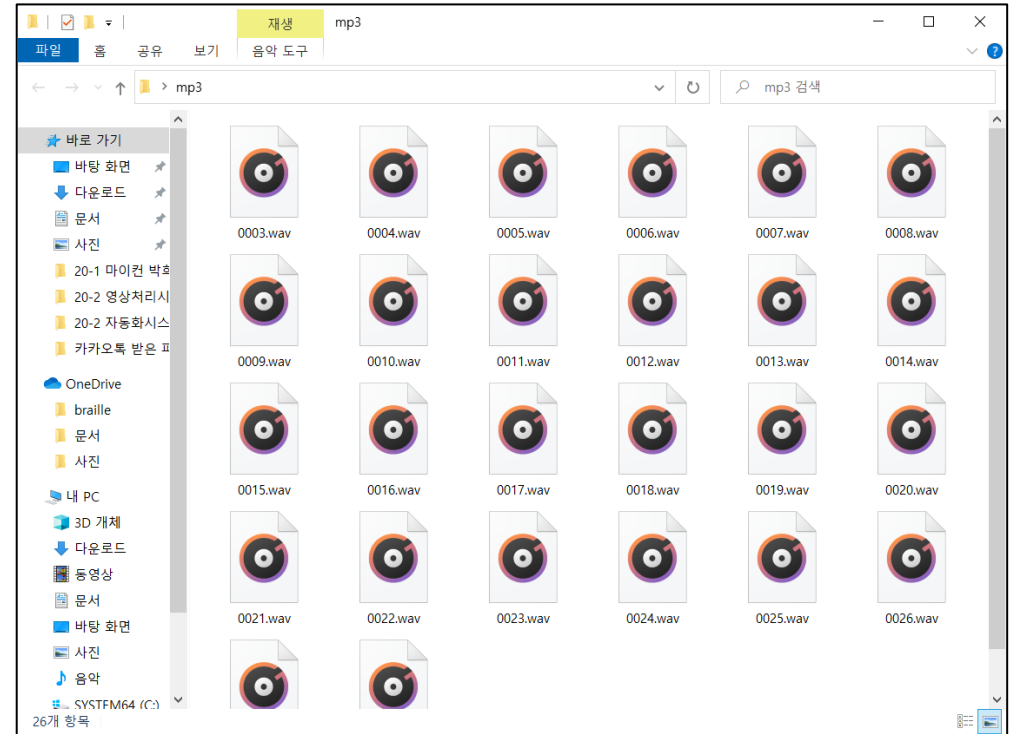 재생
mp3
파일
홈
공유
보기
음악 도구
mp3
mp3 검색
바로 가기
바탕 화면
다운로드
문서
사진
20-1 마이컨 박희
20-2 영상처리시
20-2 자동화시스
카카오톡 받은 파
OneDrive
braille
문서
사진
내 PC
3D 개체
다운로드
동영상
문서
바탕 화면
사진
음악
SYSTEM64 (C:)
0003.wav 0004.wav 0005.wav 0006.wav 0007.wav 0008.wav
0009.wav 0010.wav 0011.wav 0012.wav 0013.wav 0014.wav
0015.wav 0016.wav 0017.wav 0018.wav 0019.wav 0020.wav
0021.wav 0022.wav 0023.wav 0024.wav 0025.wav 0026.wav
26개 항목